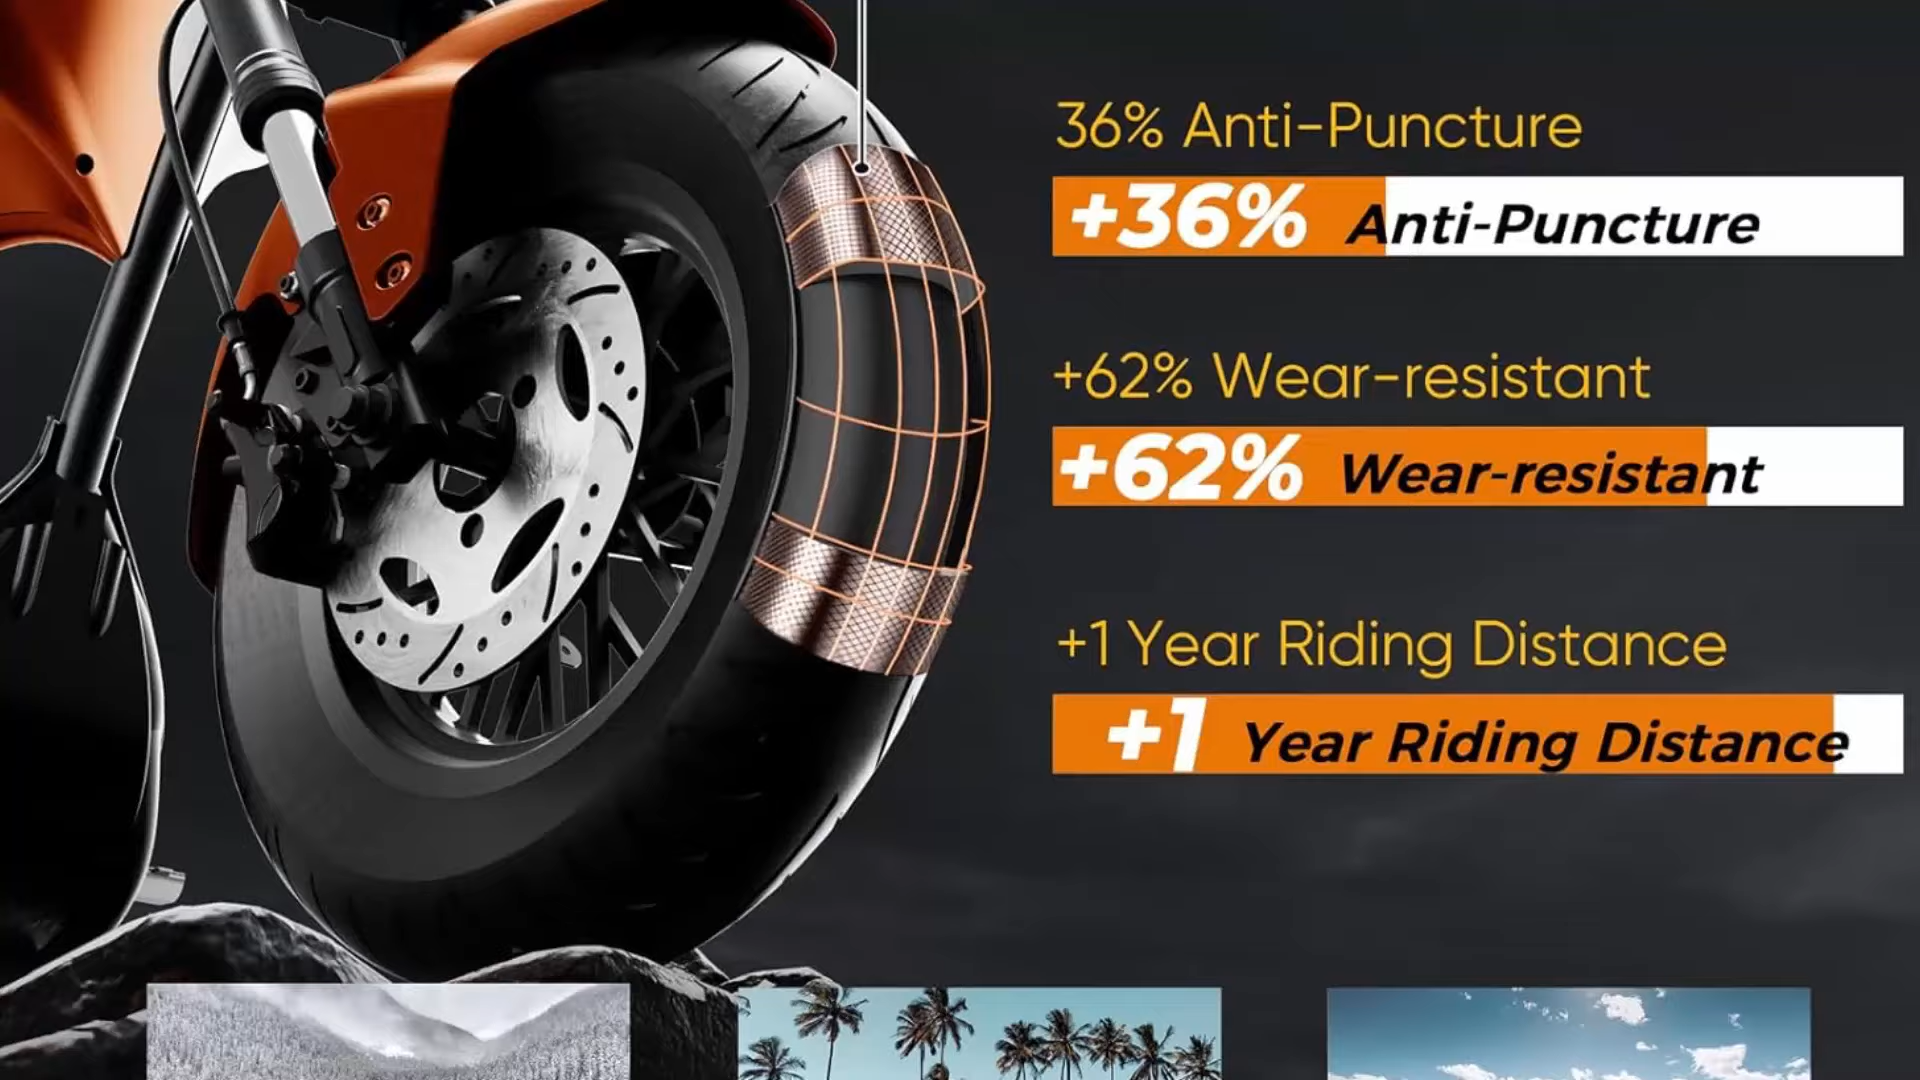 36% Anti-Puncture
+36% Anti-Puncture
+62% Wear-resistant
+62% Wear-resistant
+1 Year Riding Distance
+1 Year Riding Distance